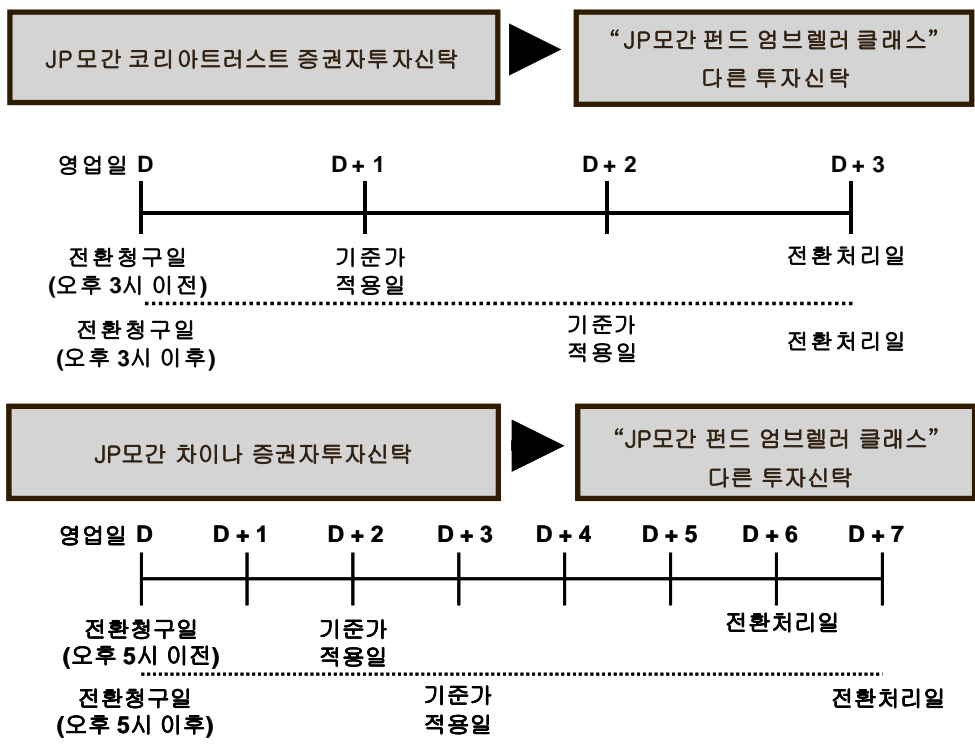 JP모간 코리아트러스트 증권자투자신탁
“JP모간 펀드 엄브렐러 클래스”
다른 투자신탁
영업일 D D + 1 D + 2 D + 3
전환청구일 기준가 전환처리일
(오후 3시 이전) 적용일
전환청구일 기준가 전환처리일
(오후 3시 이후) 적용일
JP모간 차이나 증권자투자신탁
“JP모간 펀드 엄브렐러 클래스”
다른 투자신탁
영업일 D D + 1 D + 2 D + 3 D + 4 D + 5 D + 6 D + 7
전환청구일 기준가 전환처리일
(오후 5시 이전) 적용일
전환청구일 기준가 전환처리일
(오후 5시 이후) 적용일